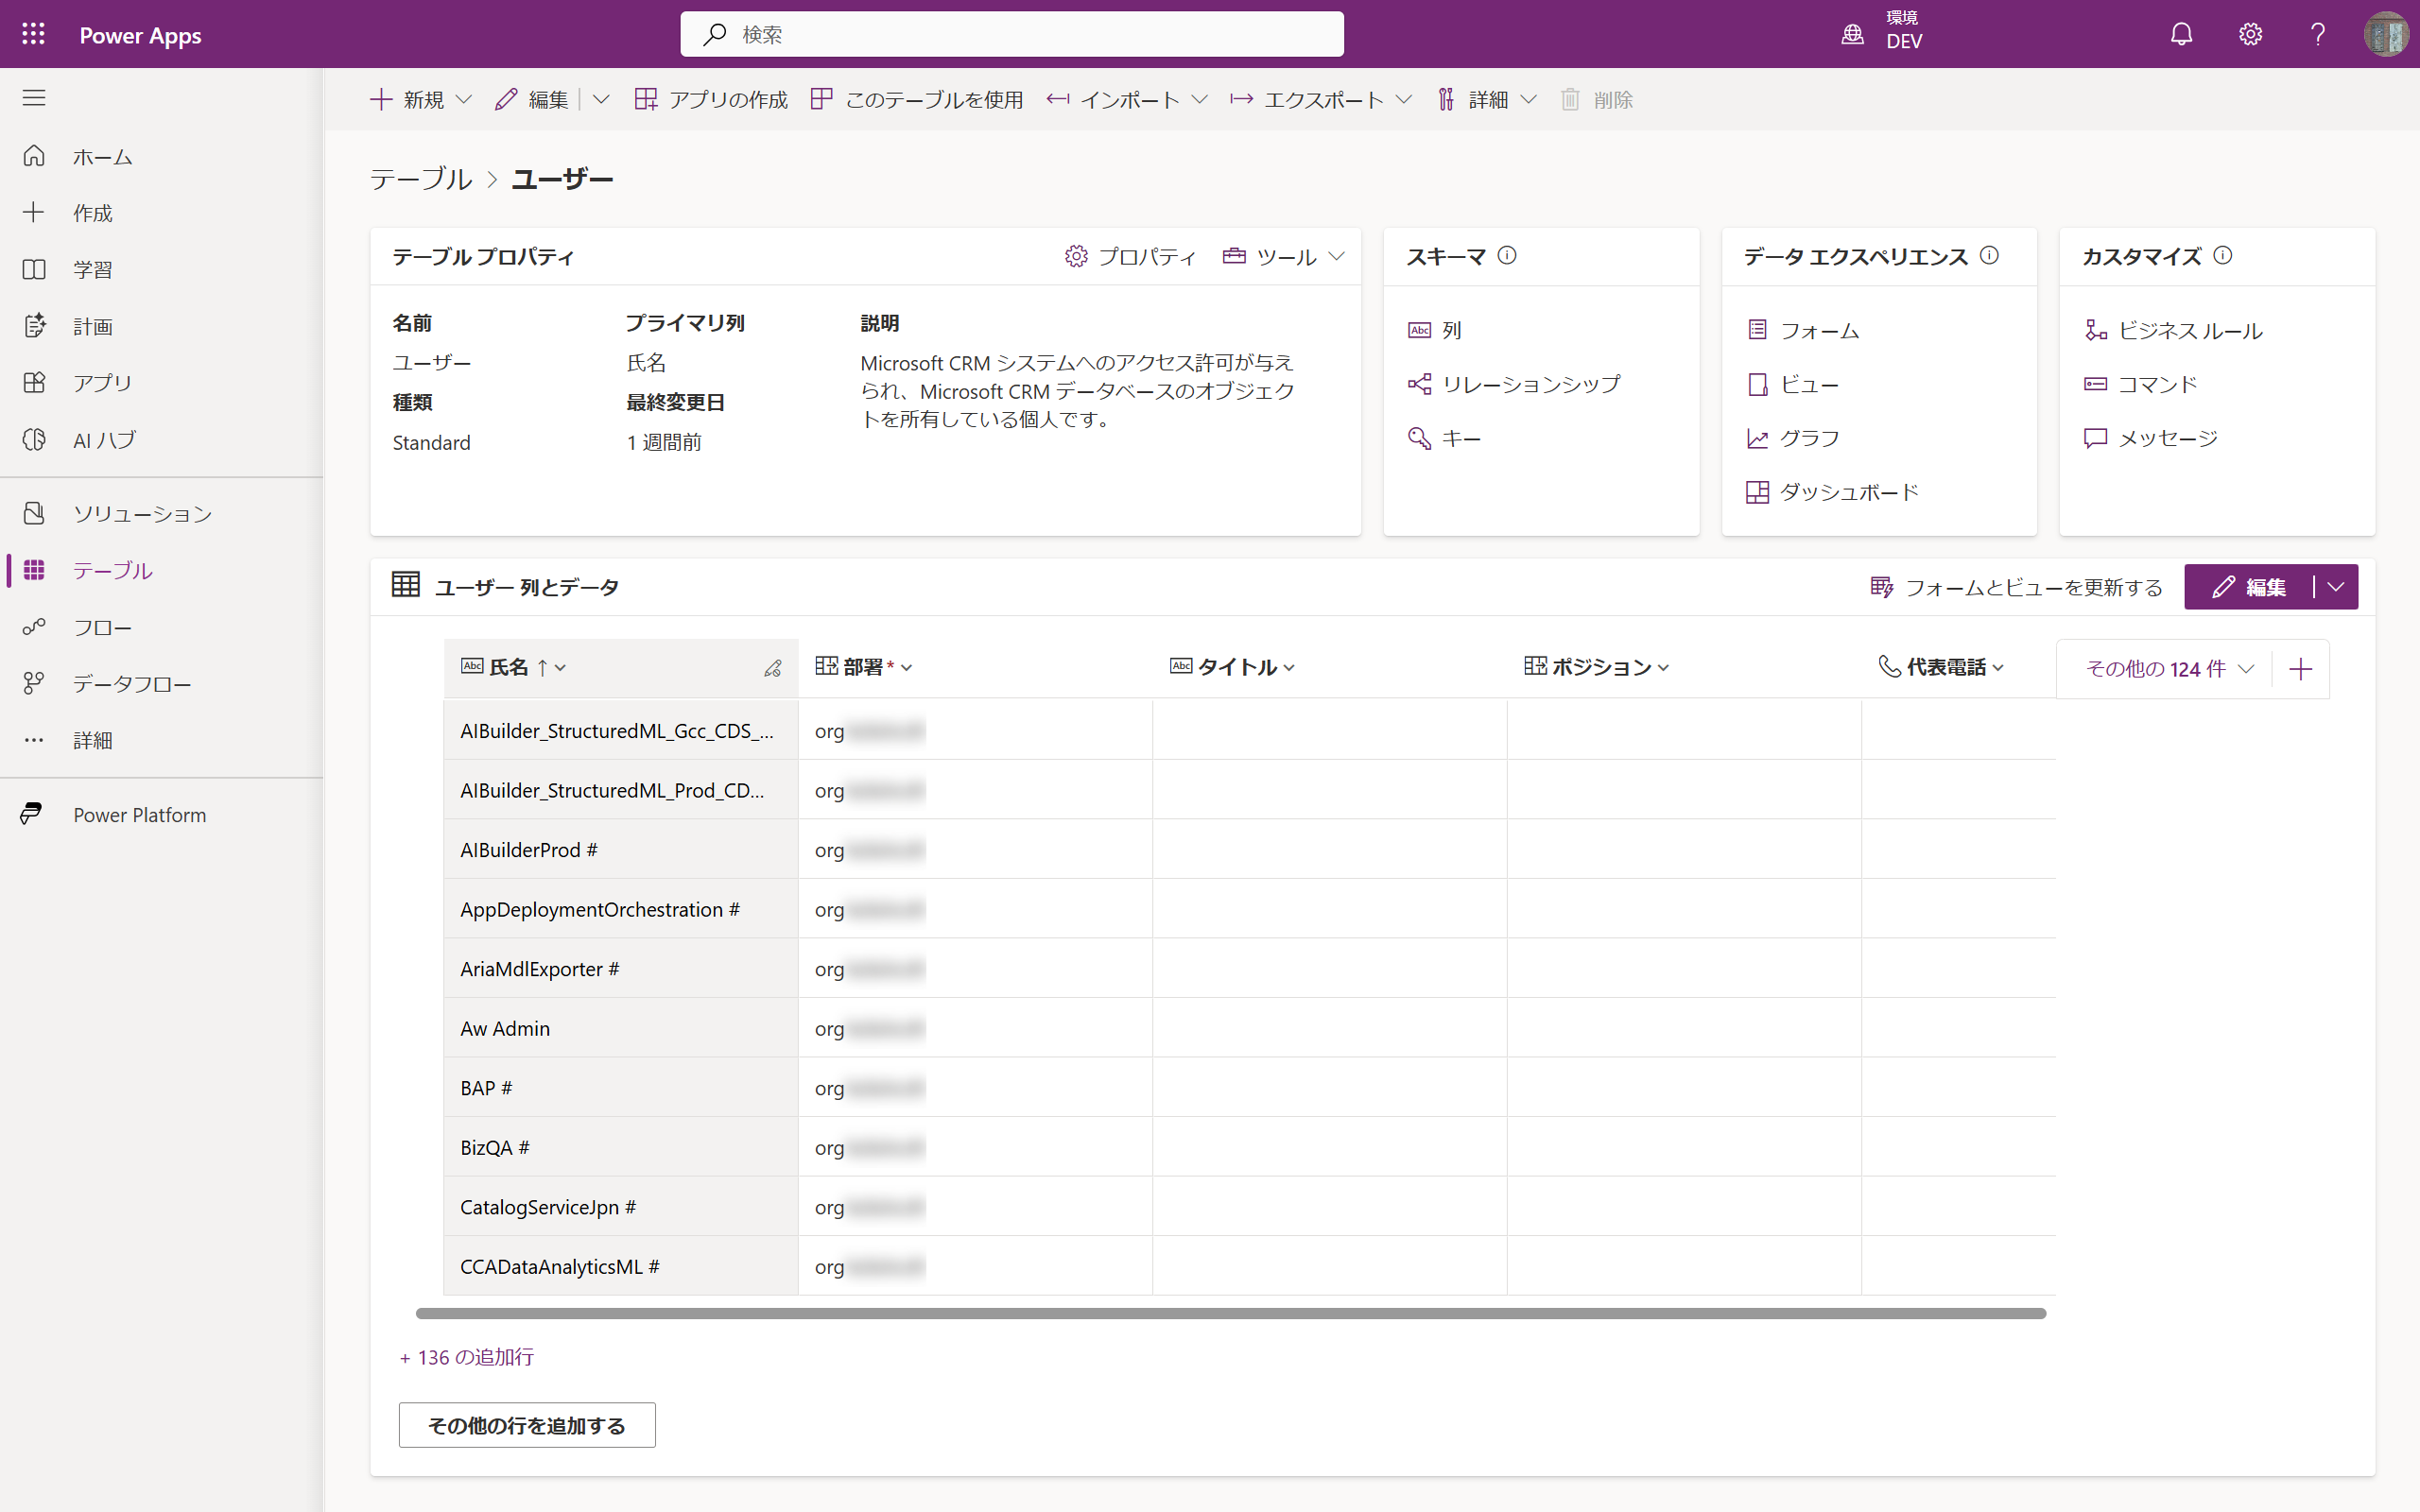 Power Apps
検索
環境
DEV
新規
編集
アプリの作成
このテーブルを使用
インポート
エクスポート
詳細
削除
ホーム
作成
学習
計画
アプリ
AI ハブ
ソリューション
テーブル
フロー
データフロー
詳細
Power Platform
テーブル > ユーザー
テーブル プロパティ
プロパティ
ツール
名前
ユーザー
種類
Standard
プライマリ列
氏名
最終変更日
1 週間前
説明
Microsoft CRM システムへのアクセス許可が与え
られ、Microsoft CRM データベースのオブジェク
トを所有している個人です。
スキーマ
列
リレーションシップ
キー
データ エクスペリエンス
フォーム
ビュー
グラフ
ダッシュボード
カスタマイズ
ビジネス ルール
コマンド
メッセージ
ユーザー 列とデータ
フォームとビューを更新する
編集
Abc 氏名 ↑
部署 *
Abc タイトル
ポジション
代表電話
その他の 124 件
AIBuilder_StructuredML_Gcc_CDS_... org
AIBuilder_StructuredML_Prod_CD... org
AIBuilderProd # org
AppDeploymentOrchestration # org
AriaMdlExporter # org
Aw Admin org
BAP # org
BizQA # org
CatalogServiceJpn # org
CCADataAnalyticsML # org
+ 136 の追加行
その他の行を追加する